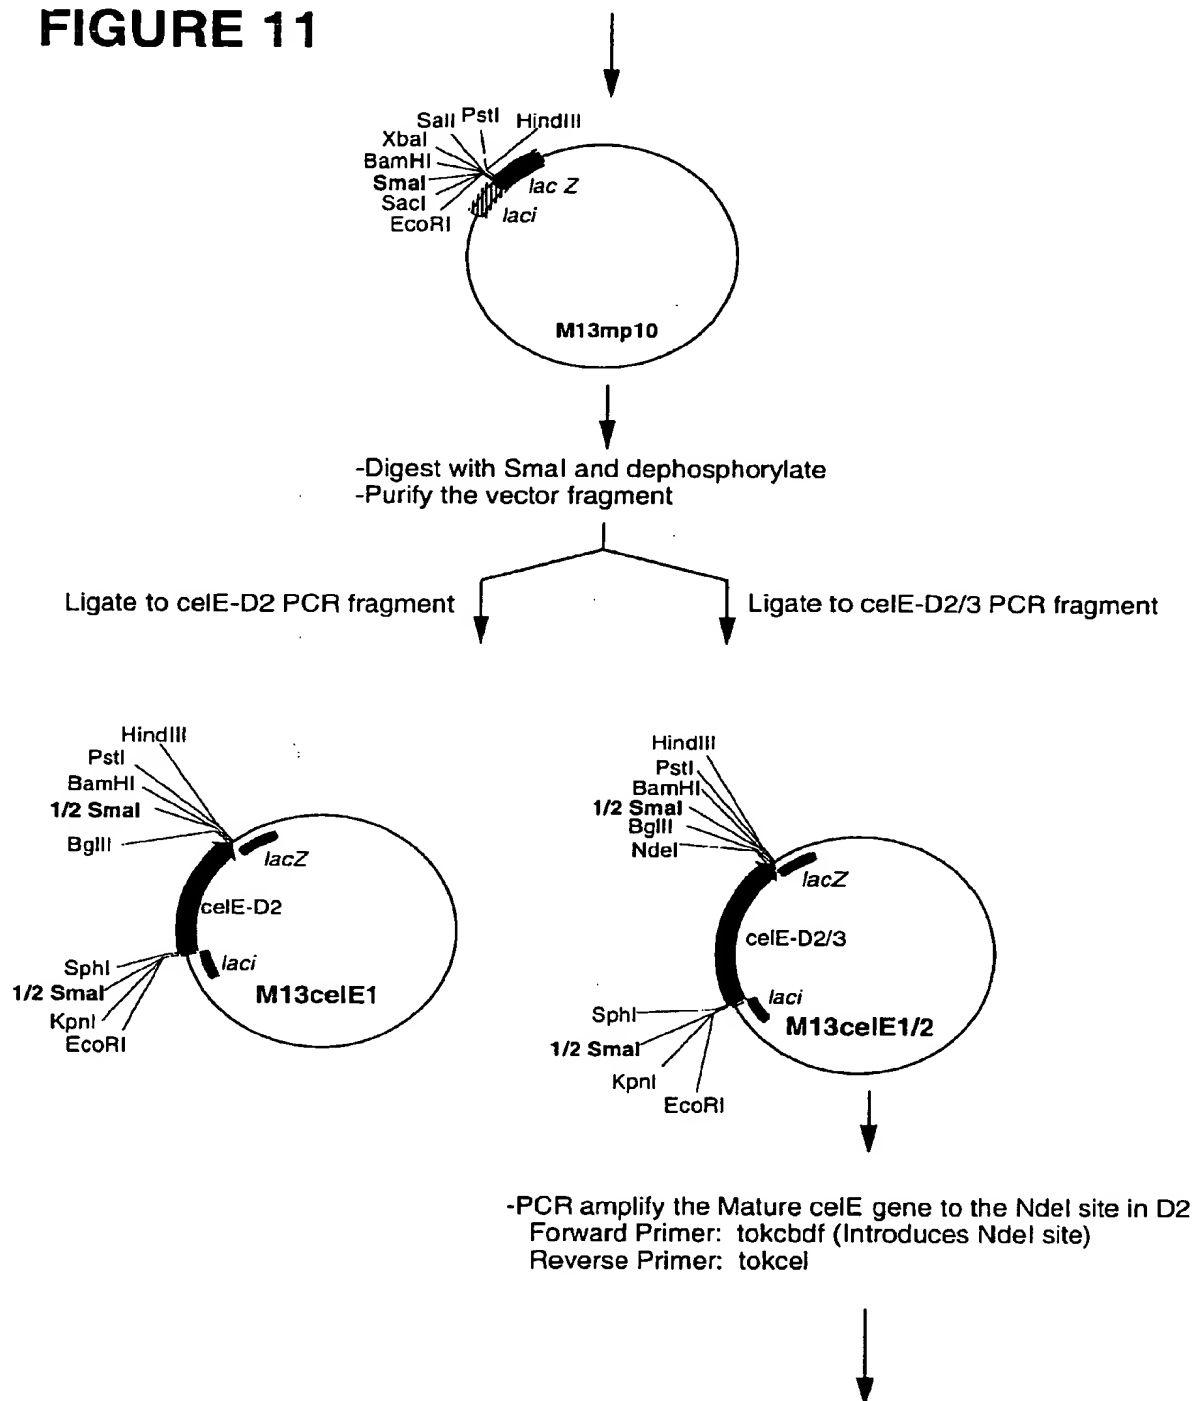 FIGURE 11
SalI PstI HindIII
XbaI
BamHI
SmaI
SacI
EcoRI
lac Z
laci
M13mp10
-Digest with SmaI and dephosphorylate
-Purify the vector fragment
Ligate to celE-D2 PCR fragment
Ligate to celE-D2/3 PCR fragment
HindIII
PstI
BamHI
1/2 SmaI
BglII
lacZ
celE-D2
laci
SphI
1/2 SmaI
KpnI
EcoRI
M13celE1
HindIII
PstI
BamHI
1/2 SmaI
BglII
NdeI
lacZ
celE-D2/3
laci
SphI
1/2 SmaI
KpnI
EcoRI
M13celE1/2
-PCR amplify the Mature celE gene to the NdeI site in D2
Forward Primer: tokcbdf (Introduces NdeI site)
Reverse Primer: tokcel